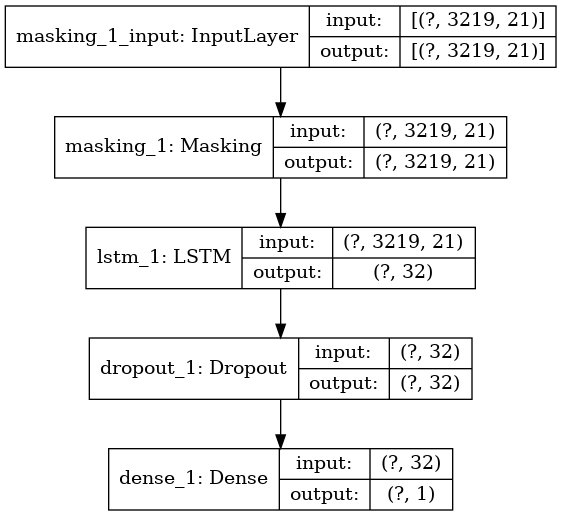 masking_1_input: InputLayer
input: [(?, 3219, 21)]
output: [(?, 3219, 21)]
masking_1: Masking
input: (?, 3219, 21)
output: (?, 3219, 21)
lstm_1: LSTM
input: (?, 3219, 21)
output: (?, 32)
dropout_1: Dropout
input: (?, 32)
output: (?, 32)
dense_1: Dense
input: (?, 32)
output: (?, 1)